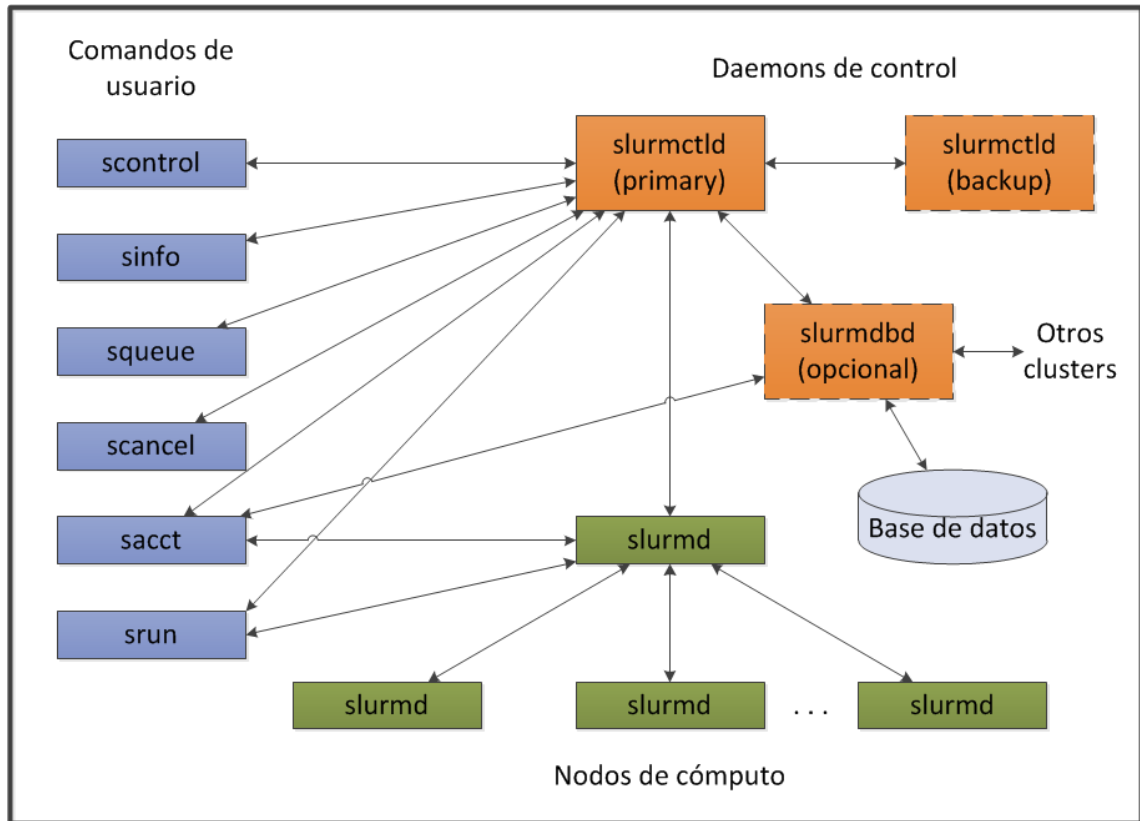 Comandos de
usuario
Daemons de control
scontrol
slurmctld
(primary)
slurmctld
(backup)
sinfo
squeue
slurmdbd
(opcional)
Otros
clusters
scancel
sacct
slurmd
Base de datos
srun
slurmd
slurmd
. . .
slurmd
Nodos de cómputo